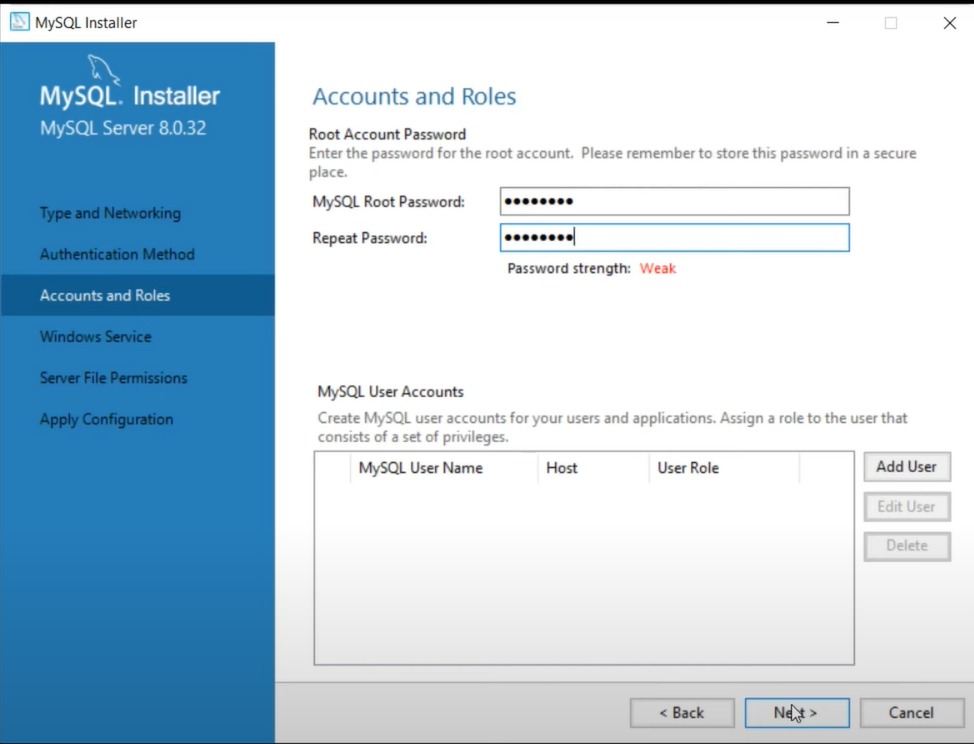 MySQL Installer
MySQL. Installer
MySQL Server 8.0.32
Type and Networking
Authentication Method
Accounts and Roles
Windows Service
Server File Permissions
Apply Configuration
Accounts and Roles
Root Account Password
Enter the password for the root account. Please remember to store this password in a secure
place.
MySQL Root Password: ••••••••
Repeat Password: ••••••••
Password strength: Weak
MySQL User Accounts
Create MySQL user accounts for your users and applications. Assign a role to the user that
consists of a set of privileges.
MySQL User Name Host User Role
Add User
Edit User
Delete
< Back Next > Cancel